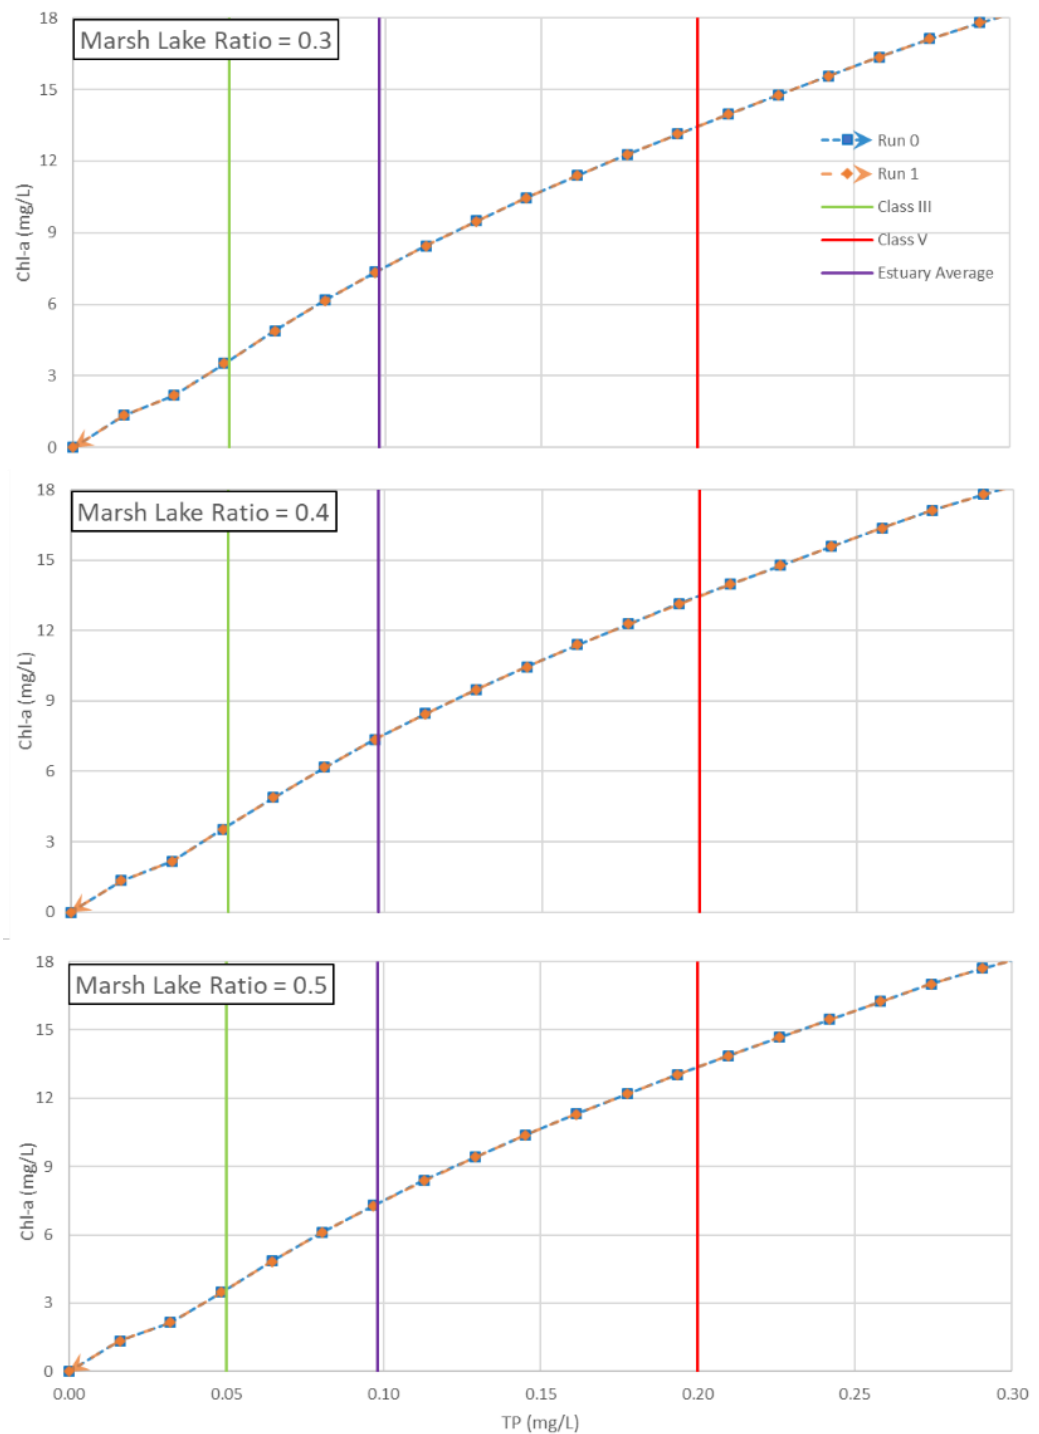 18
Marsh Lake Ratio = 0.3
15
12
9
6
3
0
Chl-a (mg/L)
Run 0
Run 1
Class III
Class V
Estuary Average
18
Marsh Lake Ratio = 0.4
15
12
9
6
3
0
Chl-a (mg/L)
18
Marsh Lake Ratio = 0.5
15
12
9
6
3
0
Chl-a (mg/L)
0.00 0.05 0.10 0.15 0.20 0.25 0.30
TP (mg/L)